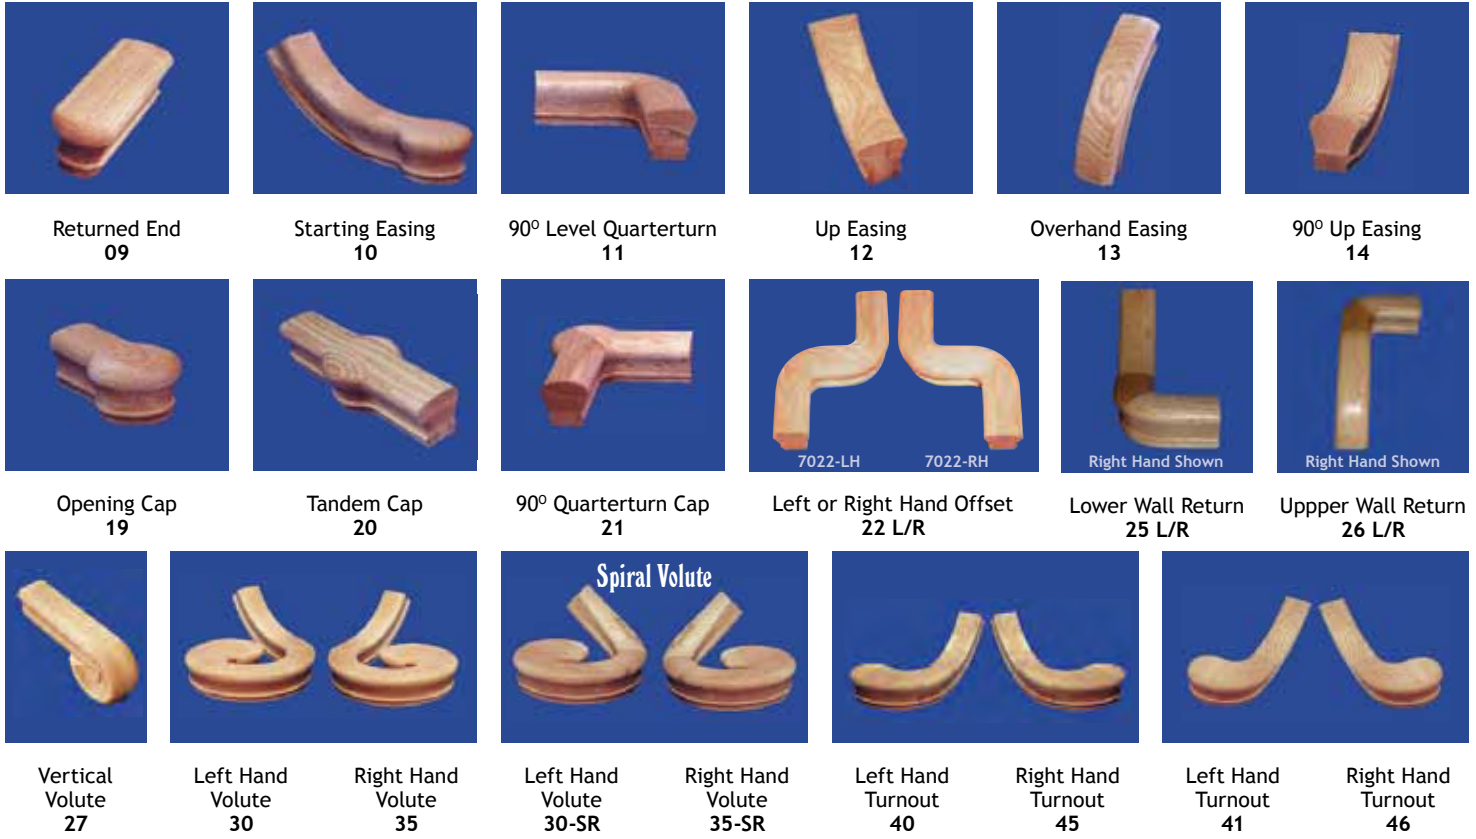 Returned End
09
Starting Easing
10
90º Level Quarterturn
11
Up Easing
12
Overhand Easing
13
90º Up Easing
14
7022-LH
7022-RH
Right Hand Shown
Right Hand Shown
Opening Cap
19
Tandem Cap
20
90º Quarterturn Cap
21
Left or Right Hand Offset
22 L/R
Lower Wall Return
25 L/R
Uppper Wall Return
26 L/R
Spiral Volute
Vertical
Volute
27
Left Hand
Volute
30
Right Hand
Volute
35
Left Hand
Volute
30-SR
Right Hand
Volute
35-SR
Left Hand
Turnout
40
Right Hand
Turnout
45
Left Hand
Turnout
41
Right Hand
Turnout
46